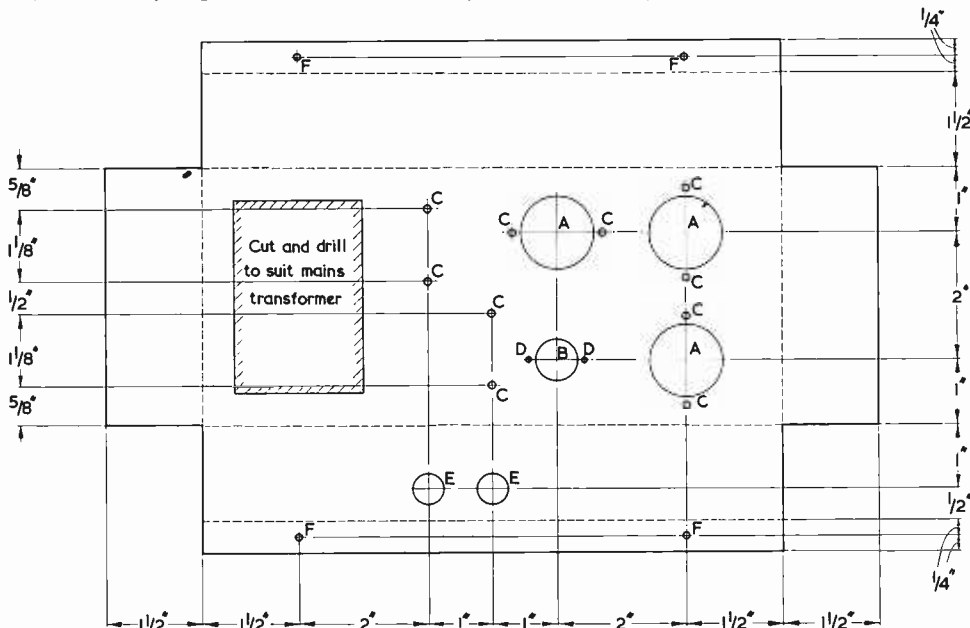 1/4"
F
F
1 1/2"
5/8"
C
C
1"
C
A
C
A
1 1/8"
Cut and drill
to suit mains
transformer
C
C
2"
1/2"
C
C
1 1/8"
D
B
D
A
C
C
5/8"
1"
1"
E
E
1/2"
F
F
1/4"
1 1/2"
1 1/2"
2"
1"
1"
2"
1 1/2"
1 1/2"